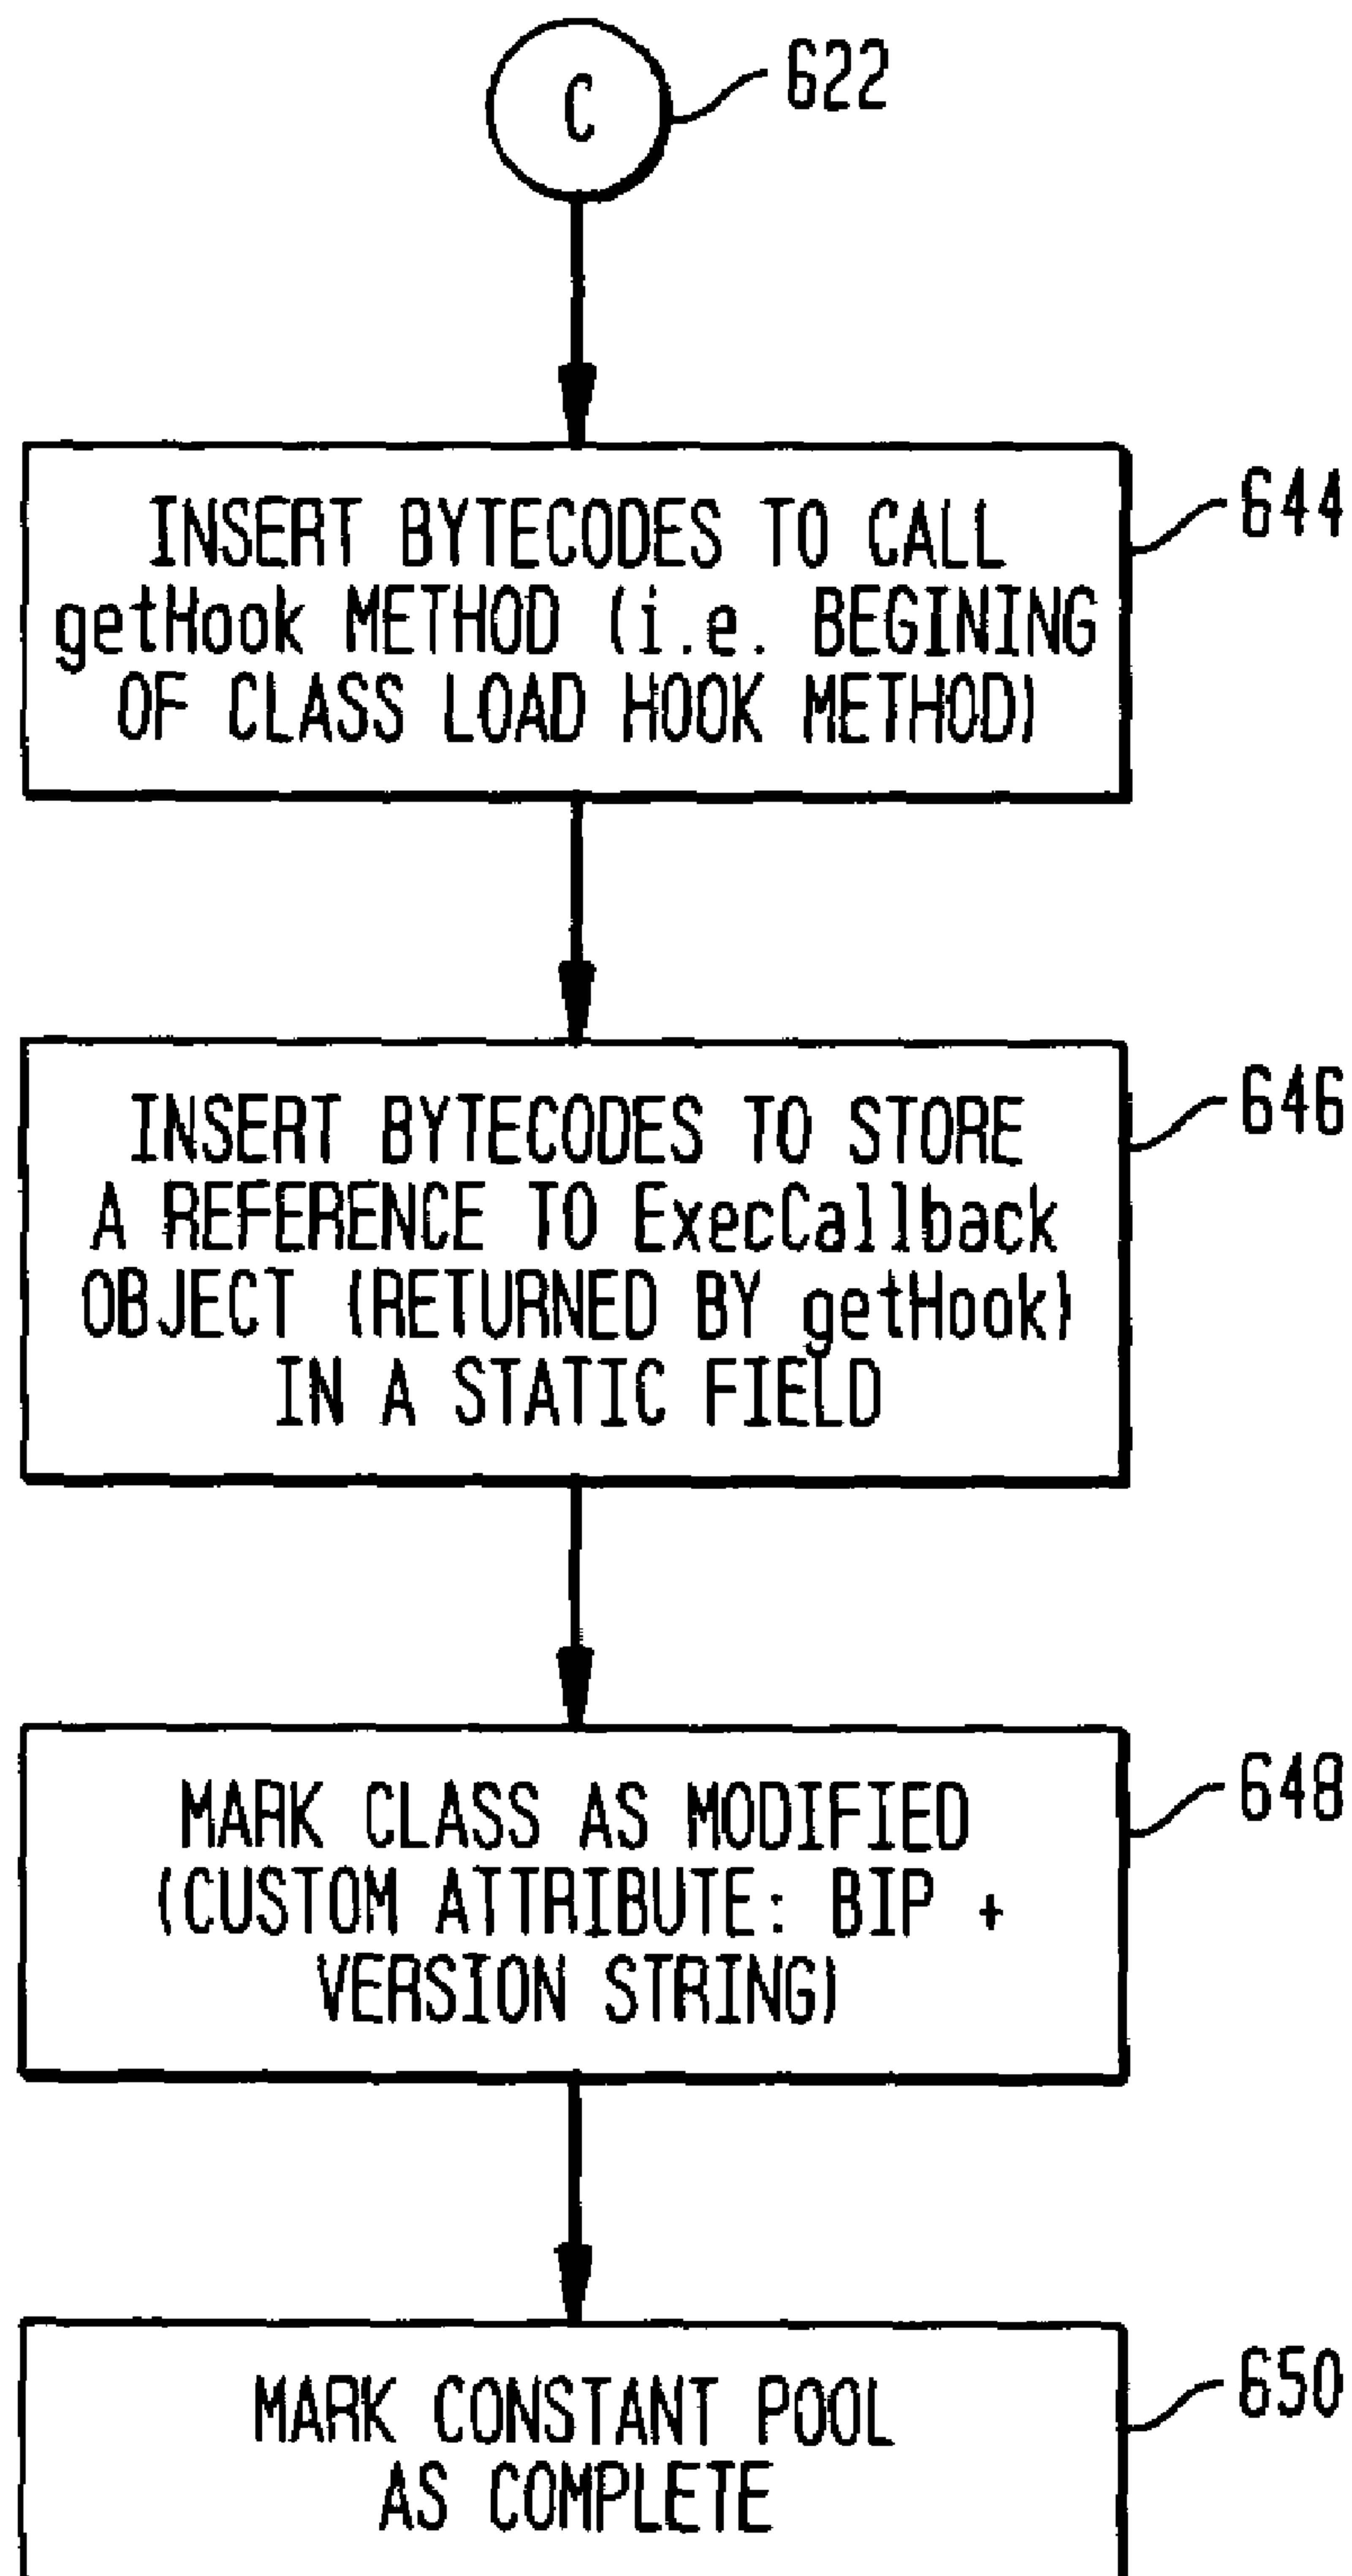 C
622
INSERT BYTECODES TO CALL
getHook METHOD (i.e. BEGINING
OF CLASS LOAD HOOK METHOD)
644
INSERT BYTECODES TO STORE
A REFERENCE TO ExecCallback
OBJECT (RETURNED BY getHook)
IN A STATIC FIELD
646
MARK CLASS AS MODIFIED
(CUSTOM ATTRIBUTE: BIP +
VERSION STRING)
648
MARK CONSTANT POOL
AS COMPLETE
650